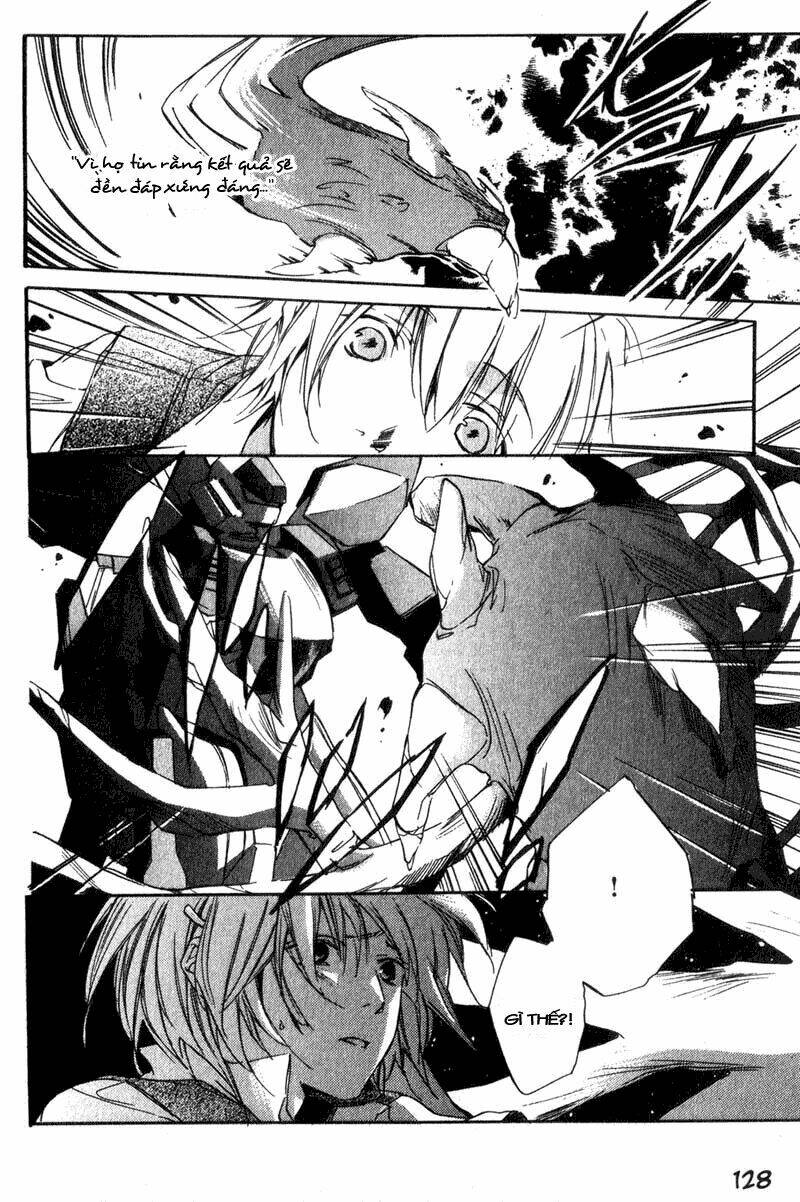 "Vì họ tin rằng kết quả sẽ
đền đáp xứng đáng..."
!
GÌ THẾ?!
128